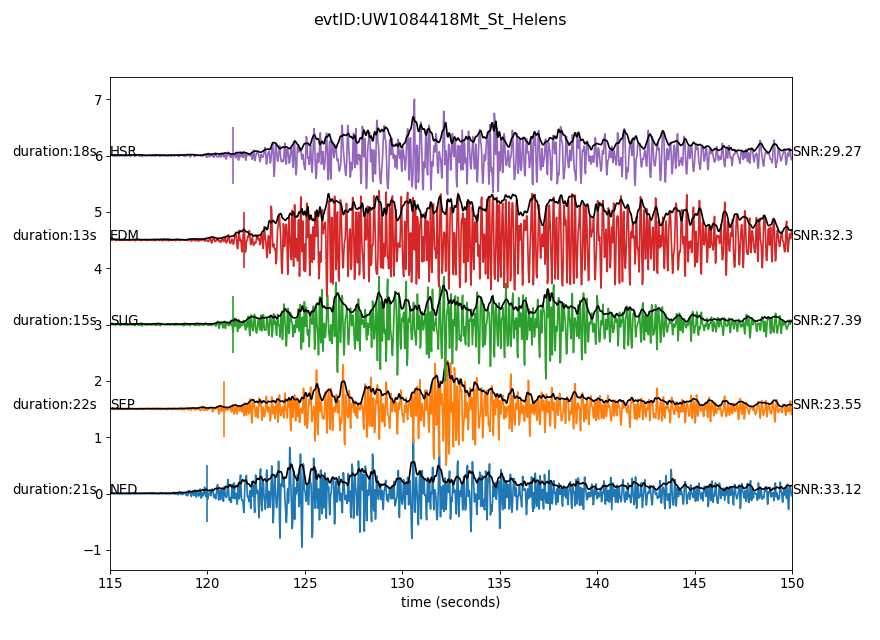 evtID:UW1084418Mt_St_Helens
7
duration:18s HSR SNR:29.27
6
5
duration:13s EDM SNR:32.3
4
duration:15s SUG SNR:27.39
3
2
duration:22s SEP SNR:23.55
1
duration:21s NED SNR:33.12
0
−1
115 120 125 130 135 140 145 150
time (seconds)